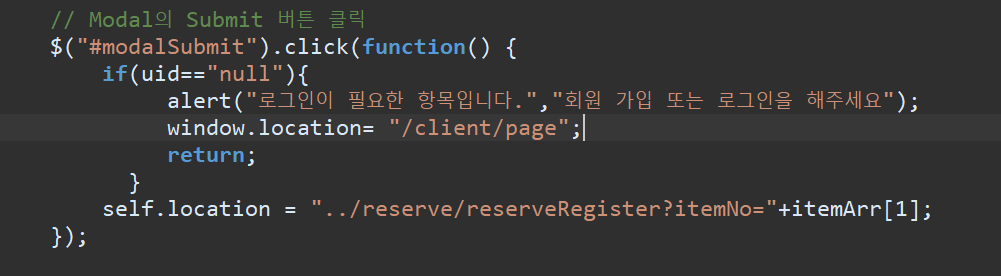 // Modal의 Submit 버튼 클릭
$("#modalSubmit").click(function() {
if(uid=="null"){
alert("로그인이 필요한 항목입니다.","회원 가입 또는 로그인을 해주세요");
window.location= "/client/page";
return;
}
self.location = "../reserve/reserveRegister?itemNo="+itemArr[1];
});